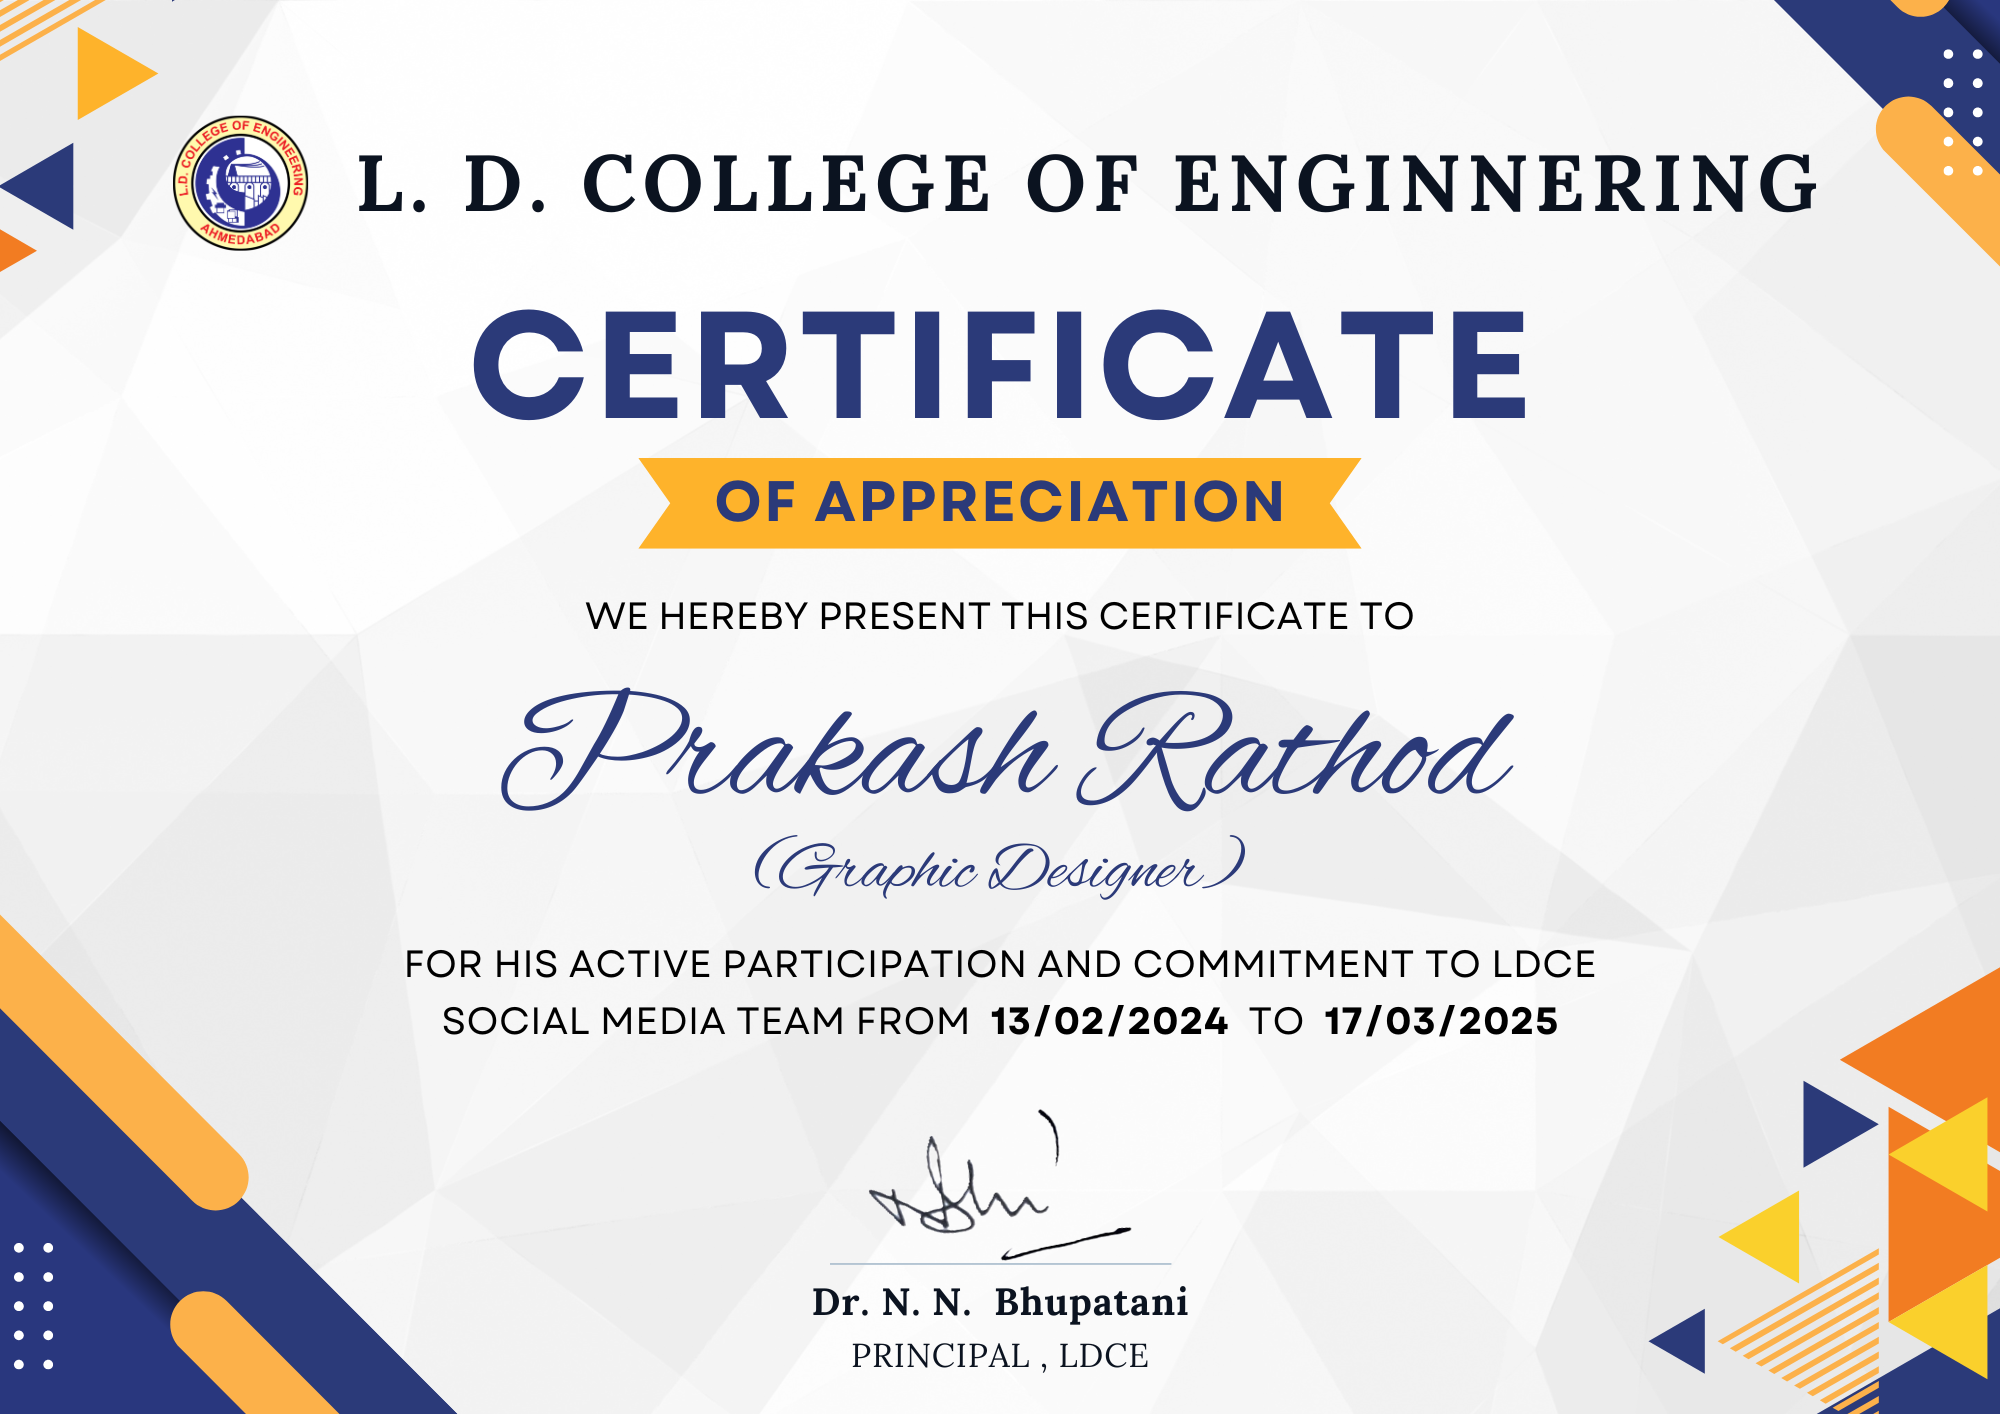 L.D. COLLEGE OF ENGINEERING
AHMEDABAD
L. D. COLLEGE OF ENGINNERING
CERTIFICATE
OF APPRECIATION
WE HEREBY PRESENT THIS CERTIFICATE TO
Prakash Rathod
(Graphic Designer)
FOR HIS ACTIVE PARTICIPATION AND COMMITMENT TO LDCE
SOCIAL MEDIA TEAM FROM 13/02/2024 TO 17/03/2025
Dr. N. N. Bhupatani
PRINCIPAL , LDCE